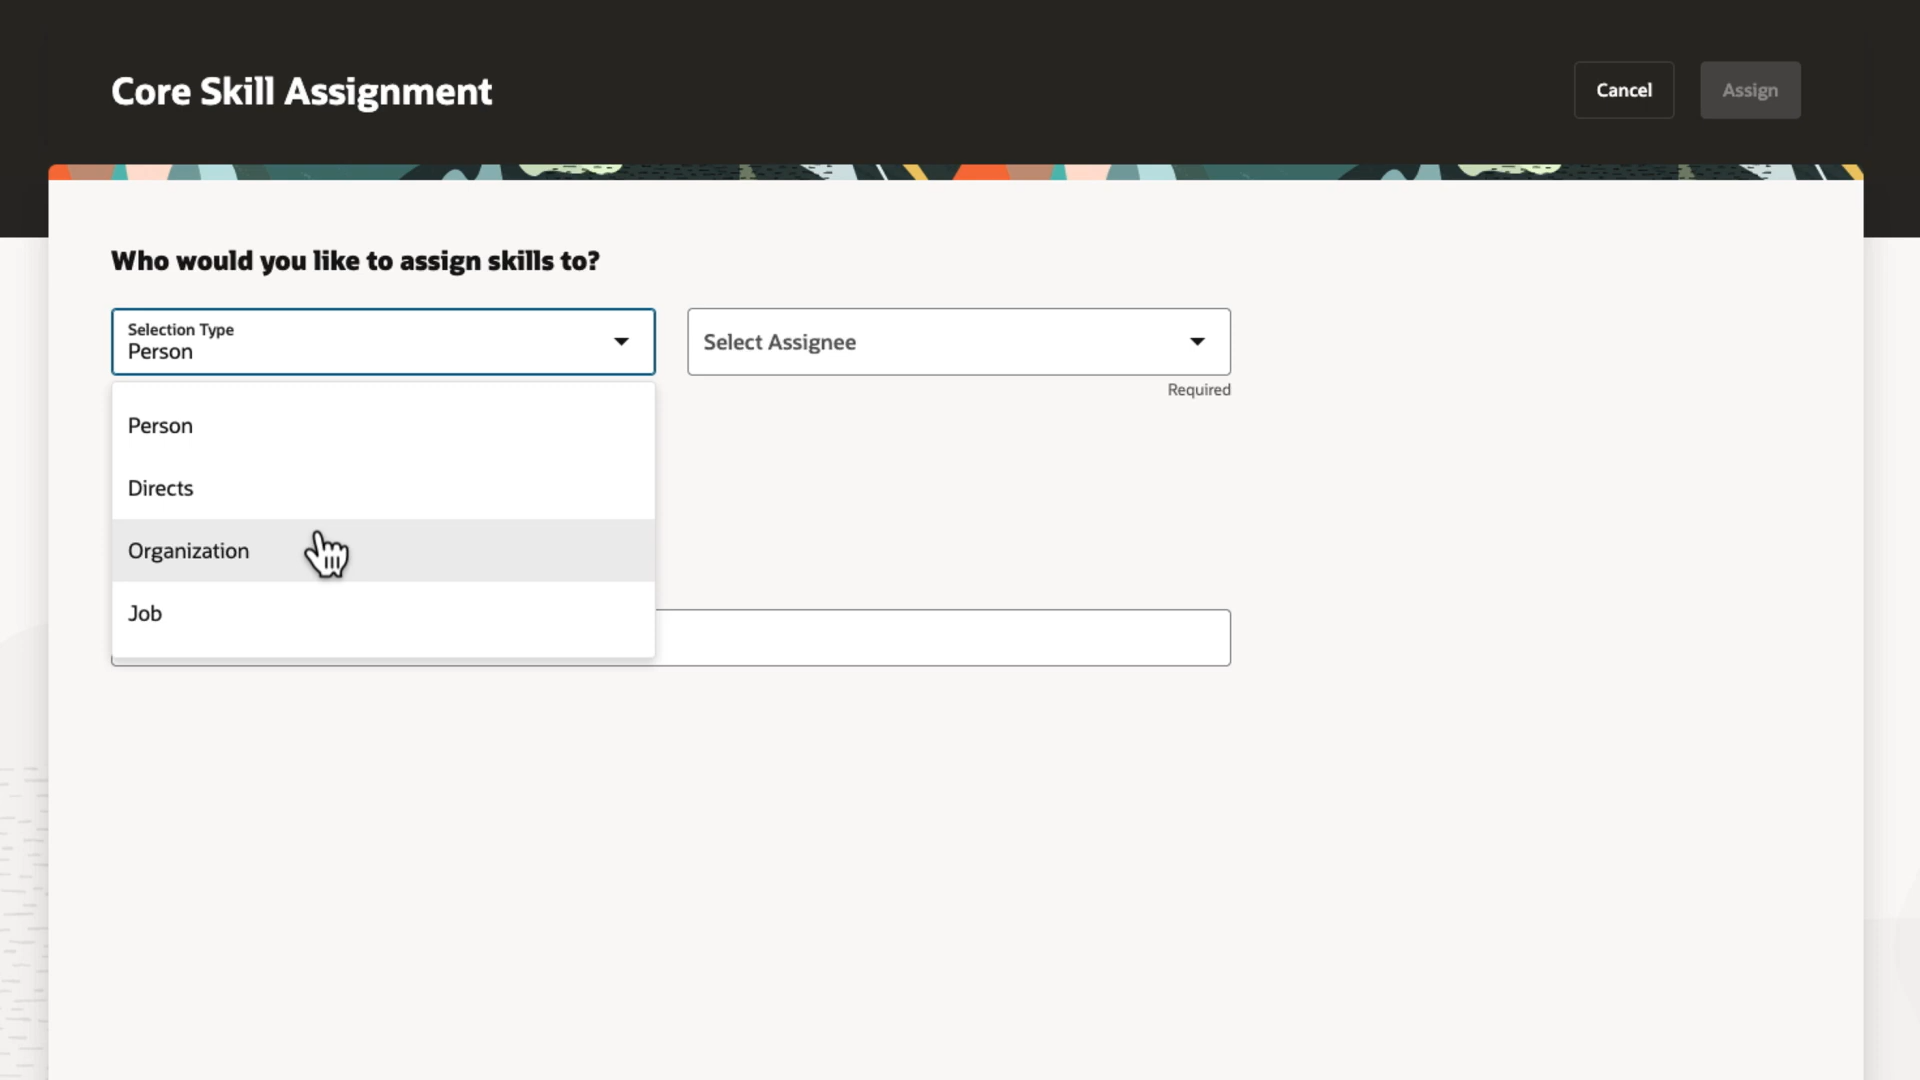 Core Skill Assignment
Cancel
Assign
Who would you like to assign skills to?
Selection Type
Person
Select Assignee
Required
Person
Directs
Organization
Job